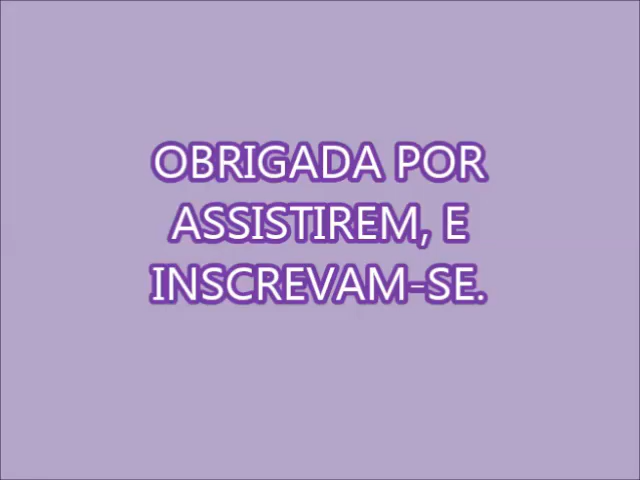 OBRIGADA POR
ASSISTIREM, E
INSCREVAM-SE.